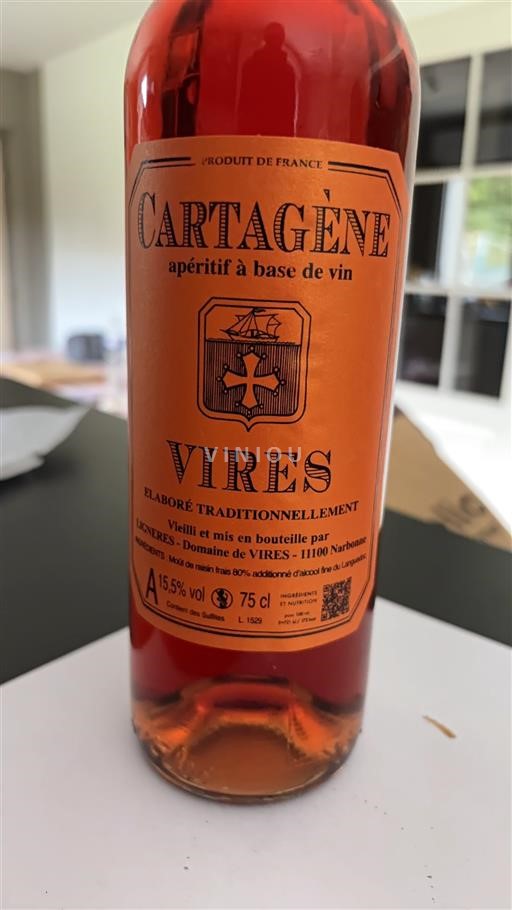 PRODUIT DE FRANCE
CARTAGÈNE
apéritif à base de vin
VINIOU
VIRES
ELABORÉ TRADITIONNELLEMENT
Vieilli et mis en bouteille par
LIGNERES - Domaine de VIRES - 11100 Narbonne
INGRÉDIENTS Moût de raisin frais 80% additionné d'alcool fine du Languedoc
A 15,5% vol 75 cl
INGRÉDIENTS
ET NUTRITION
Contient des Sulfites L. 1529